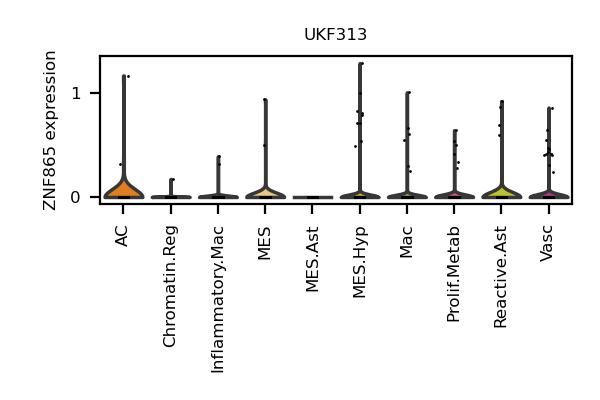 UKF313
ZNF865 expression
1
0
AC
Chromatin.Reg
Inflammatory.Mac
MES
MES.Ast
MES.Hyp
Mac
Prolif.Metab
Reactive.Ast
Vasc